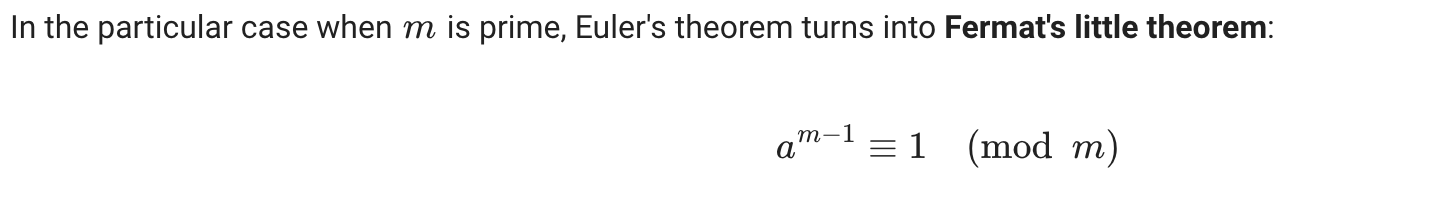 In the particular case when m is prime, Euler's theorem turns into Fermat's little theorem:
a^{m−1} ≡ 1 (mod m)